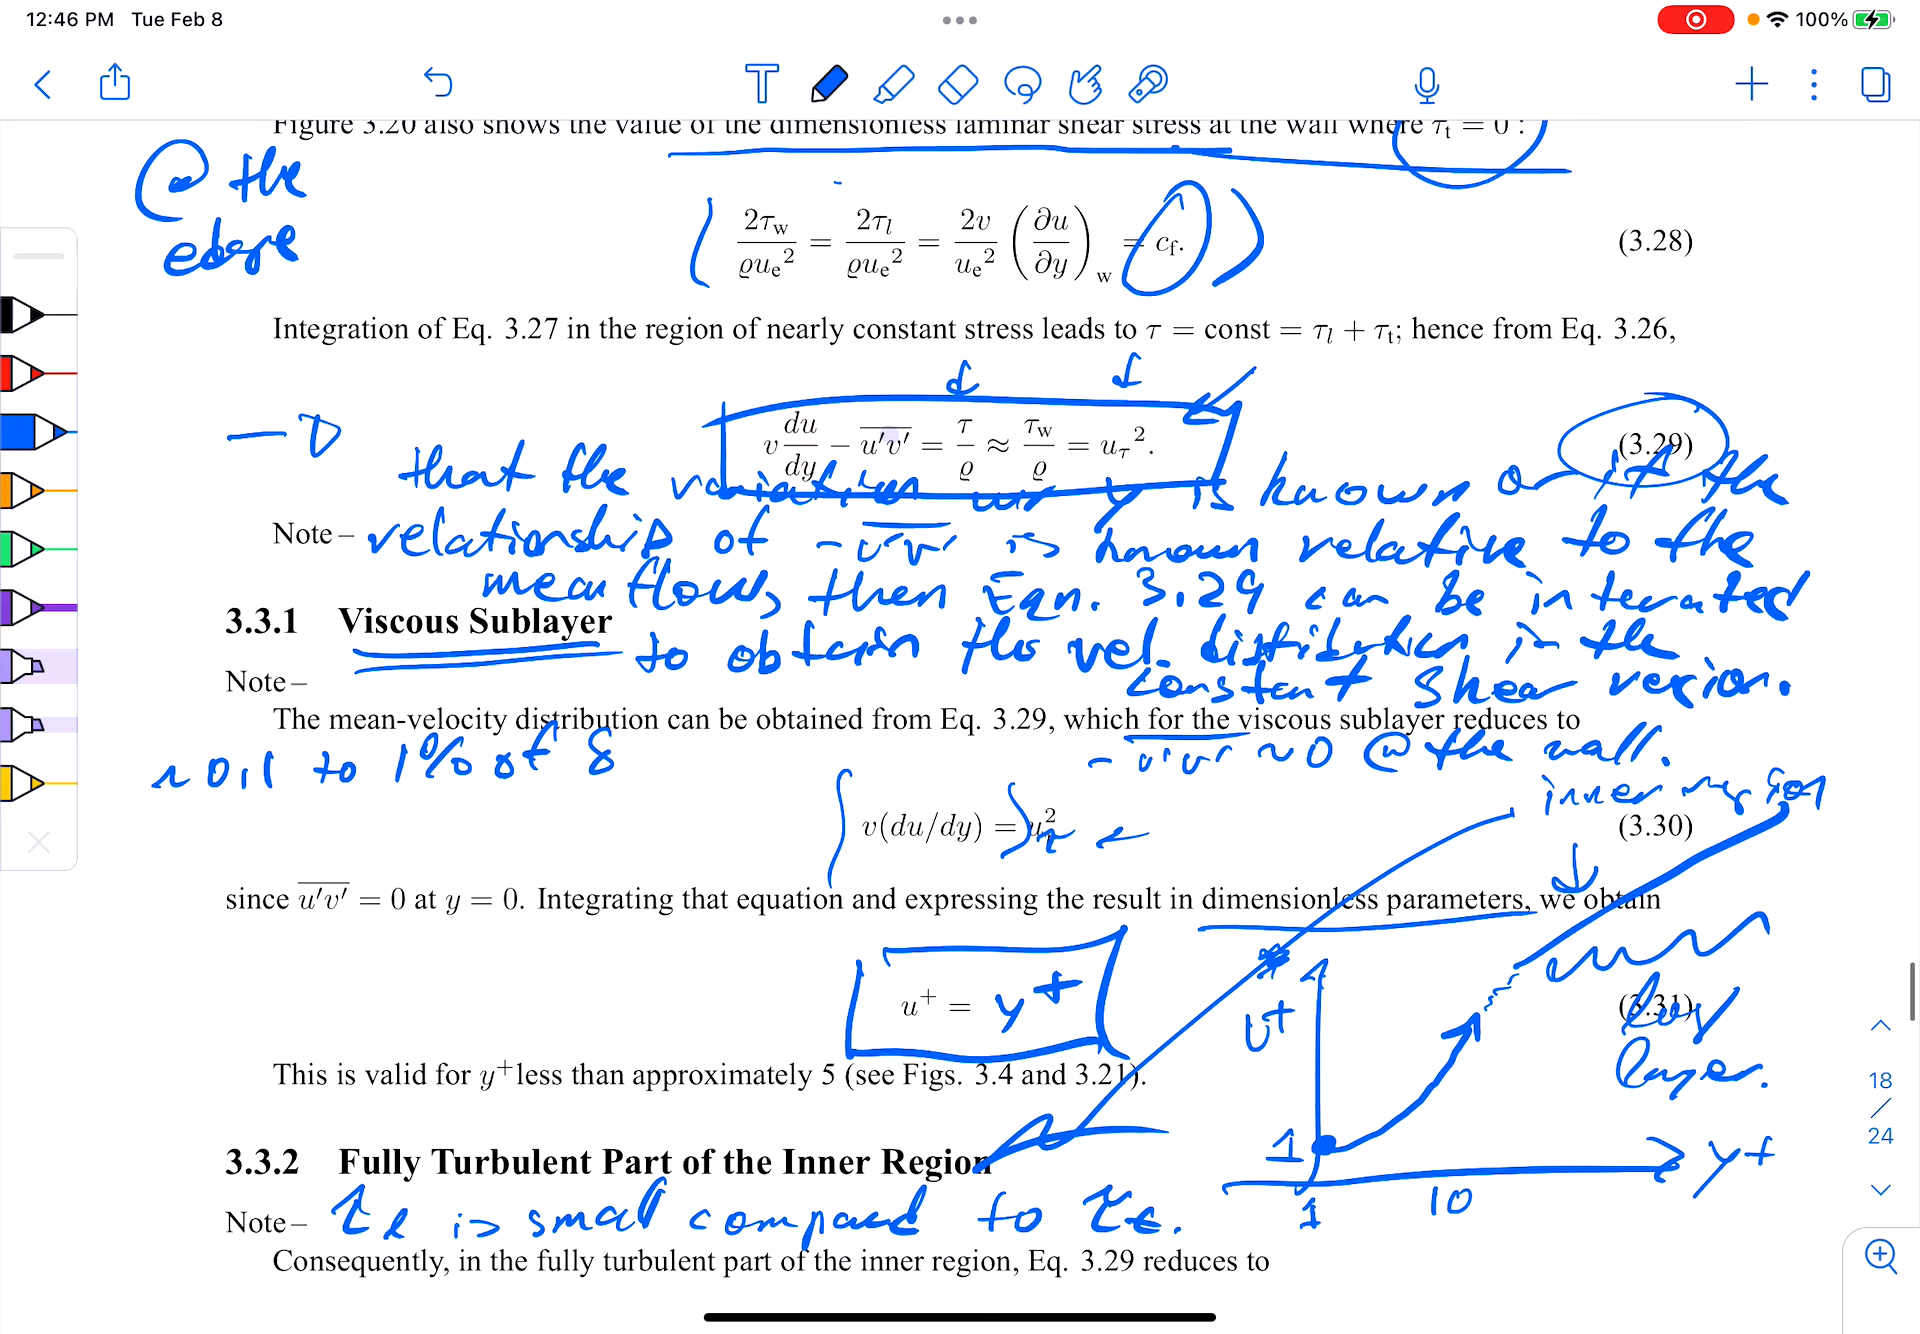 12:46 PM Tue Feb 8
100%
Figure 3.20 also shows the value of the dimensionless laminar shear stress at the wall where τt = 0 :
@ the
edge
2τw/ϱue² = 2τl/ϱue² = 2ν/ue² (∂u/∂y)w = cf. (3.28)
Integration of Eq. 3.27 in the region of nearly constant stress leads to τ = const = τl + τt; hence from Eq. 3.26,
ν du/dy − u′v′ = τ/ϱ ≈ τw/ϱ = uτ². (3.29)
that the variation w/ y is known or if the
Note – relationship of -u'v' is known relative to the
mean flow, then Eqn. 3.29 can be integrated
3.3.1 Viscous Sublayer
to obtain the vel. distribution in the
constant shear region.
Note –
The mean-velocity distribution can be obtained from Eq. 3.29, which for the viscous sublayer reduces to
~ 0.1 to 1% of δ
- u'v' ~ 0 @ the wall.
inner region
ν(du/dy) = uτ² (3.30)
since u′v′ = 0 at y = 0. Integrating that equation and expressing the result in dimensionless parameters, we obtain
u⁺ = y⁺ (3.31)
U⁺
log
layer.
This is valid for y⁺less than approximately 5 (see Figs. 3.4 and 3.21).
18
/
24
1
y+
3.3.2 Fully Turbulent Part of the Inner Region
1 10
Note – τl is small compared to τt.
Consequently, in the fully turbulent part of the inner region, Eq. 3.29 reduces to